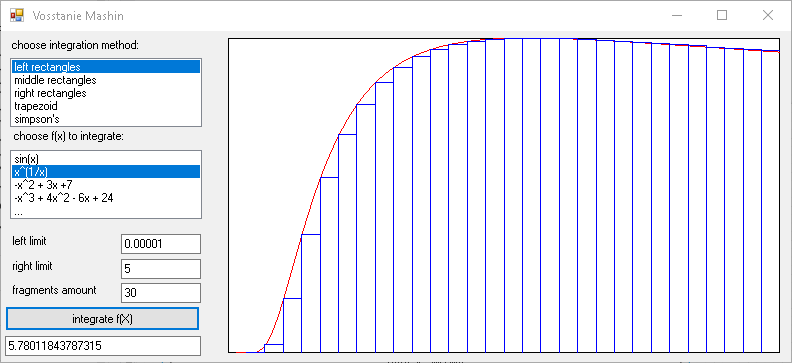 Vosstanie Mashin
choose integration method:
left rectangles
middle rectangles
right rectangles
trapezoid
simpson's
choose f(x) to integrate:
sin(x)
x^(1/x)
-x^2 + 3x +7
-x^3 + 4x^2 - 6x + 24
...
left limit 0.00001
right limit 5
fragments amount 30
integrate f(X)
5.78011843787315